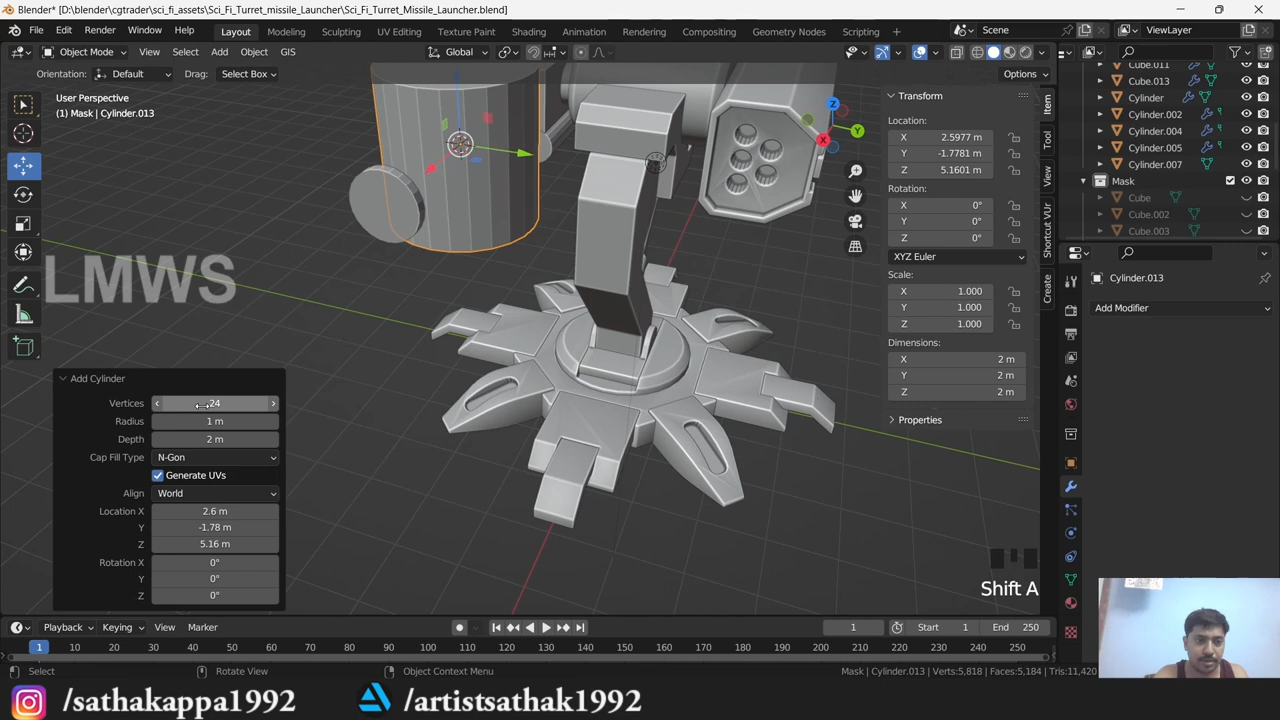 Blender* [D:\blender\cgtrader\sci_fi_assets\Sci_Fi_Turret_missile_Launcher\Sci_Fi_Turret_Missile_Launcher.blend]
File Edit Render Window Help Layout Modeling Sculpting UV Editing Texture Paint Shading Animation Rendering Compositing Geometry Nodes Scripting + Scene ViewLayer
Object Mode View Select Add Object GIS Global
Orientation: Default Drag: Select Box Options
User Perspective
(1) Mask | Cylinder.013
LMWS
Add Cylinder
Vertices 24
Radius 1 m
Depth 2 m
Cap Fill Type N-Gon
Generate UVs
Align World
Location X 2.6 m
Y -1.78 m
Z 5.16 m
Rotation X 0°
Y 0°
Z 0°
Z
Y
X
Shift A
Transform
Location:
X 2.5977 m
Y -1.7781 m
Z 5.1601 m
Rotation:
X 0°
Y 0°
Z 0°
XYZ Euler
Scale:
X 1.000
Y 1.000
Z 1.000
Dimensions:
X 2 m
Y 2 m
Z 2 m
Properties
Item
Tool
View
Shortcut VUr
Create
Cube.011
Cube.013
Cylinder
Cylinder.002
Cylinder.004
Cylinder.005
Cylinder.007
Mask
Cube
Cube.002
Cube.003
Cylinder.013
Add Modifier
Playback Keying View Marker 1 Start 1 End 250
1 10 20 30 40 50 60 70 80 90 100 110 120 130 140 150 160 170 180 190 200 210 220 230 240 250
Select Rotate View Object Context Menu Mask | Cylinder.013 | Verts:5,818 | Faces:5,184 | Tris:11,420
/sathakappa1992 /artistsathak1992